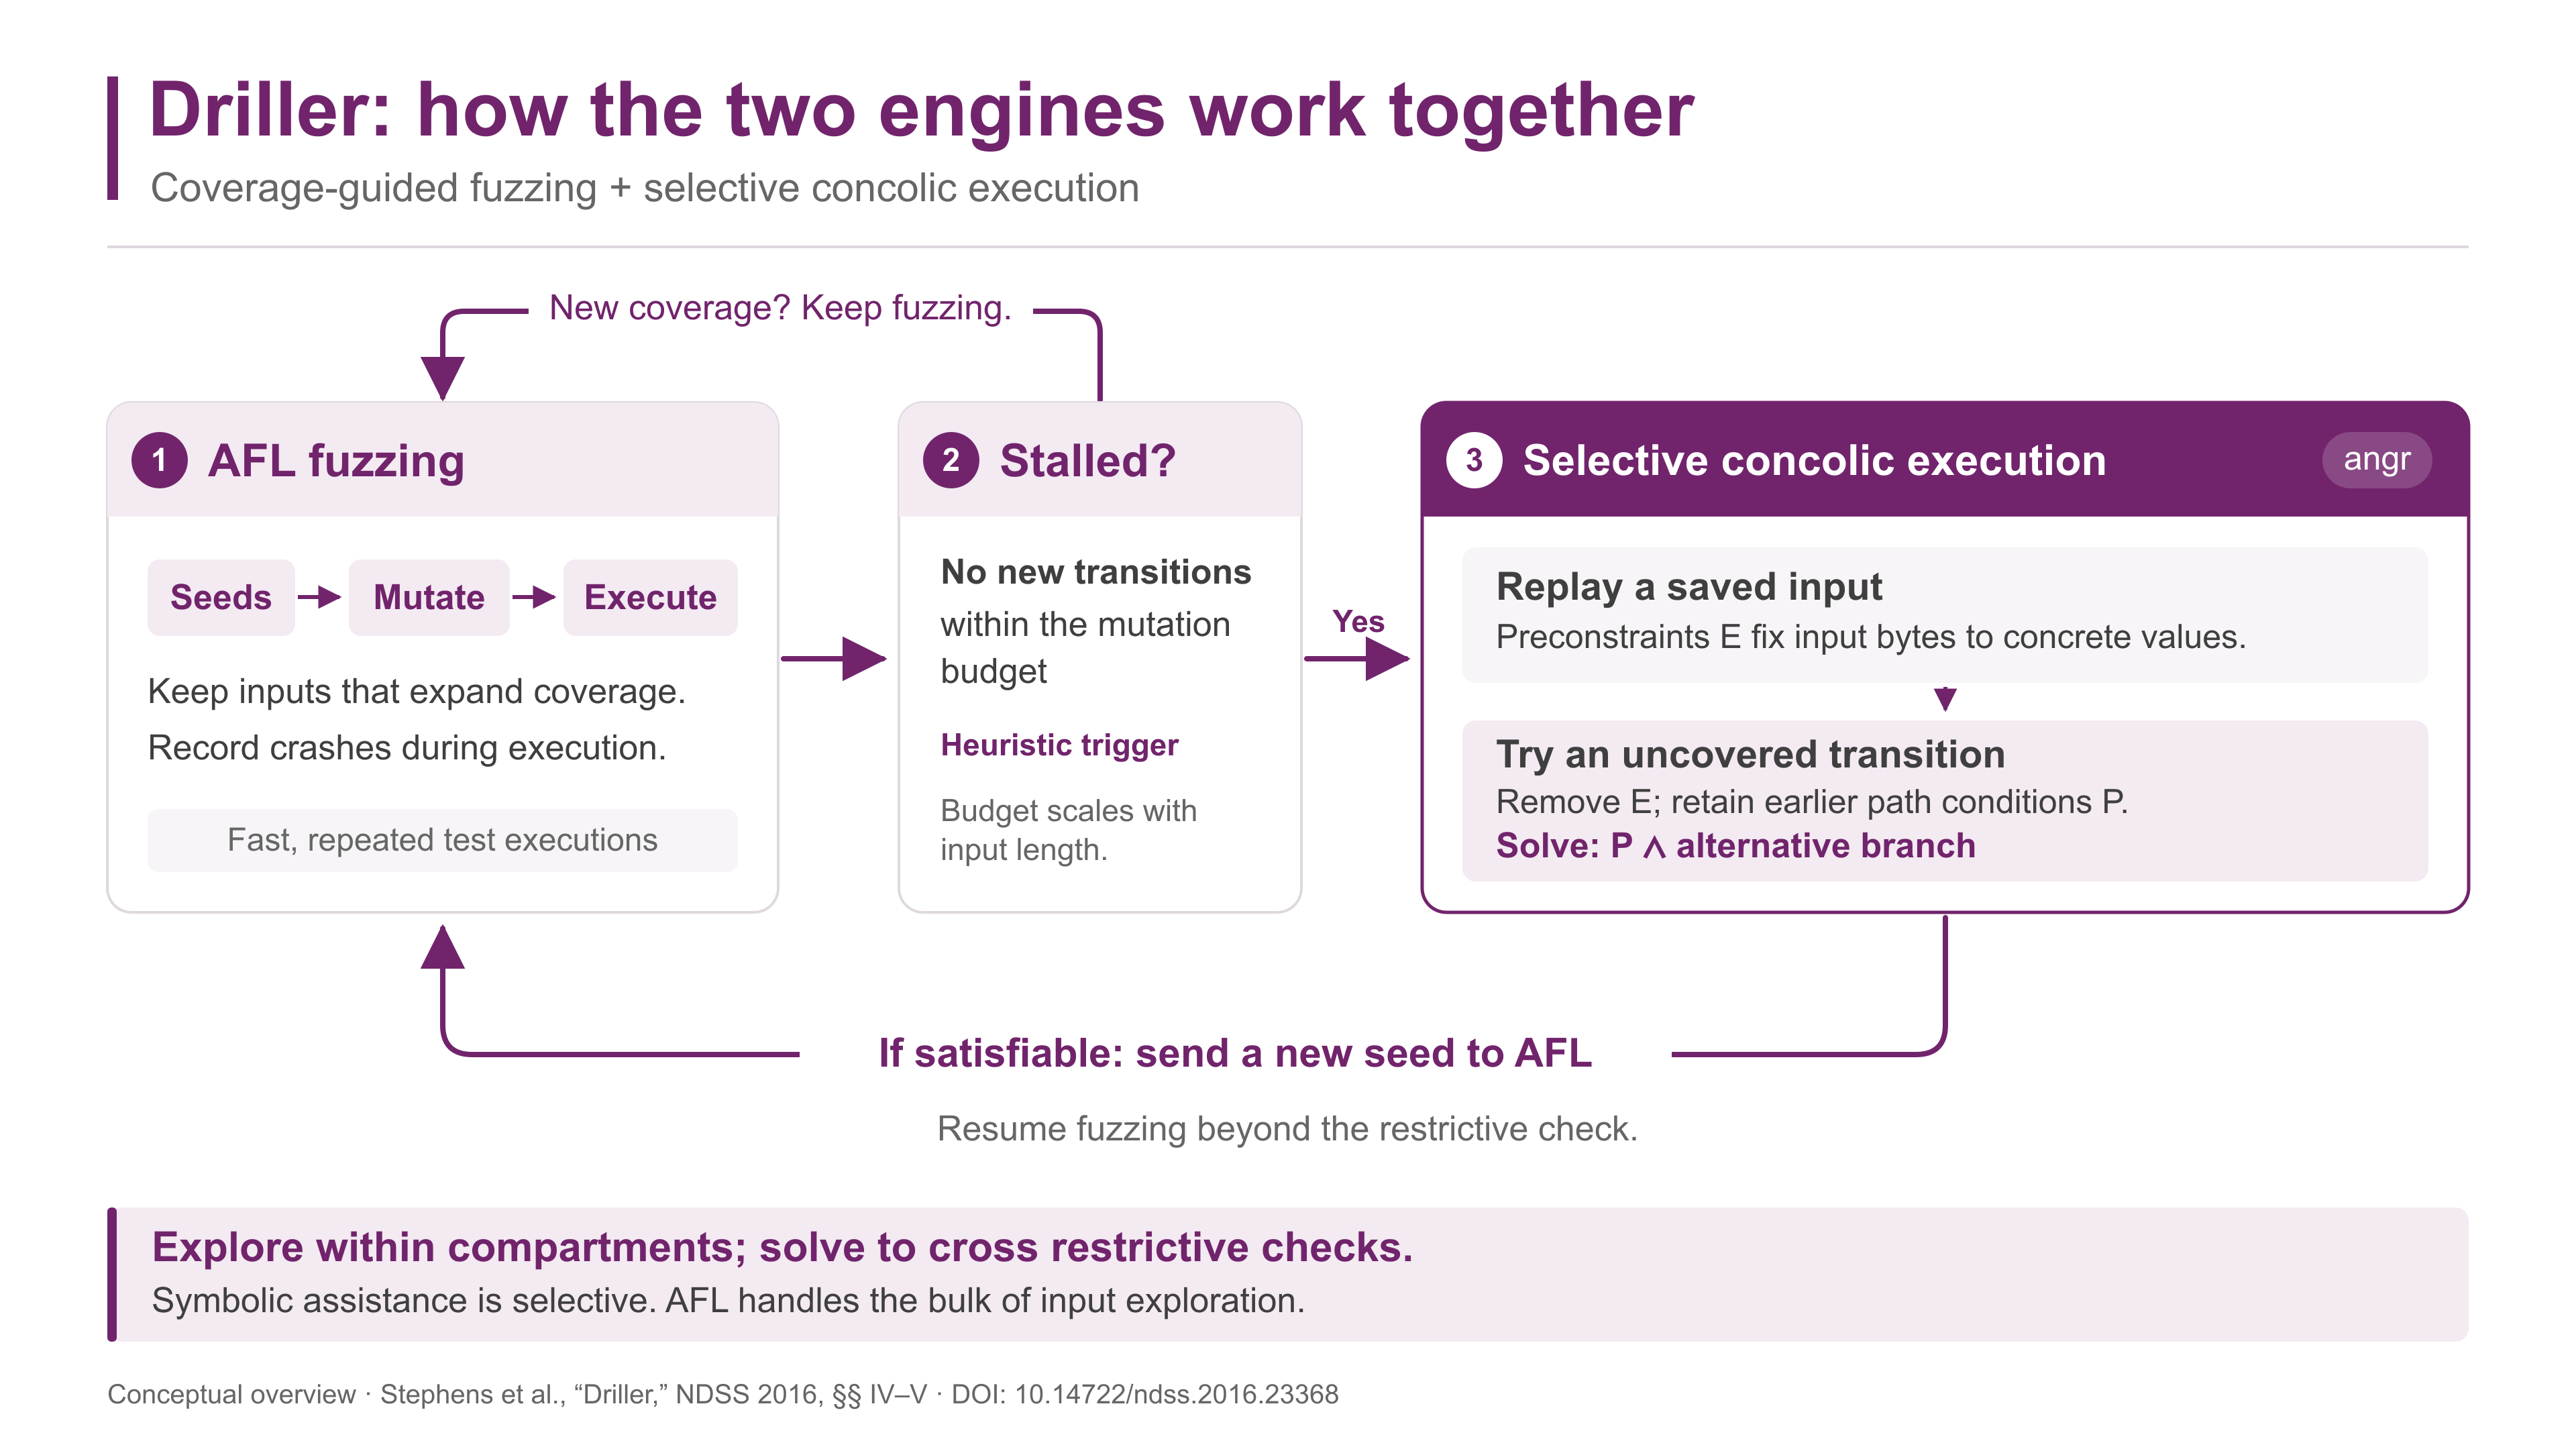 Driller: how the two engines work together
Coverage-guided fuzzing + selective concolic execution
New coverage? Keep fuzzing.
1 AFL fuzzing
Seeds
Mutate
Execute
Keep inputs that expand coverage.
Record crashes during execution.
Fast, repeated test executions
2 Stalled?
No new transitions
within the mutation
budget
Heuristic trigger
Budget scales with
input length.
Yes
3 Selective concolic execution
angr
Replay a saved input
Preconstraints E fix input bytes to concrete values.
Try an uncovered transition
Remove E; retain earlier path conditions P.
Solve: P ∧ alternative branch
If satisfiable: send a new seed to AFL
Resume fuzzing beyond the restrictive check.
Explore within compartments; solve to cross restrictive checks.
Symbolic assistance is selective. AFL handles the bulk of input exploration.
Conceptual overview · Stephens et al., “Driller,” NDSS 2016, §§ IV–V · DOI: 10.14722/ndss.2016.23368